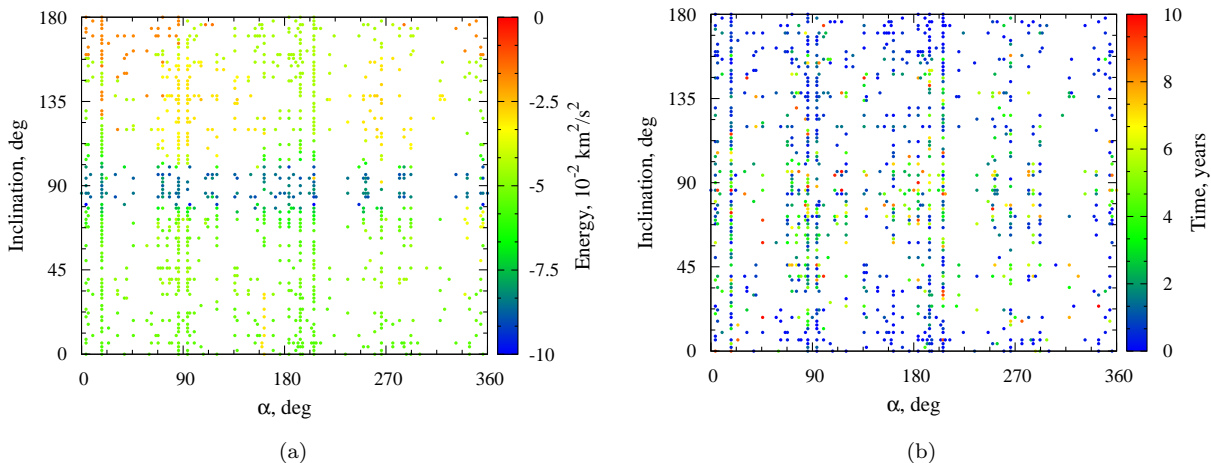 180
135
90
45
0
Inclination, deg
0 90 180 270 360
α, deg
0
-2.5
-5
-7.5
-10
Energy, 10⁻² km²/s²
(a)
180
135
90
45
0
Inclination, deg
0 90 180 270 360
α, deg
10
8
6
4
2
0
Time, years
(b)